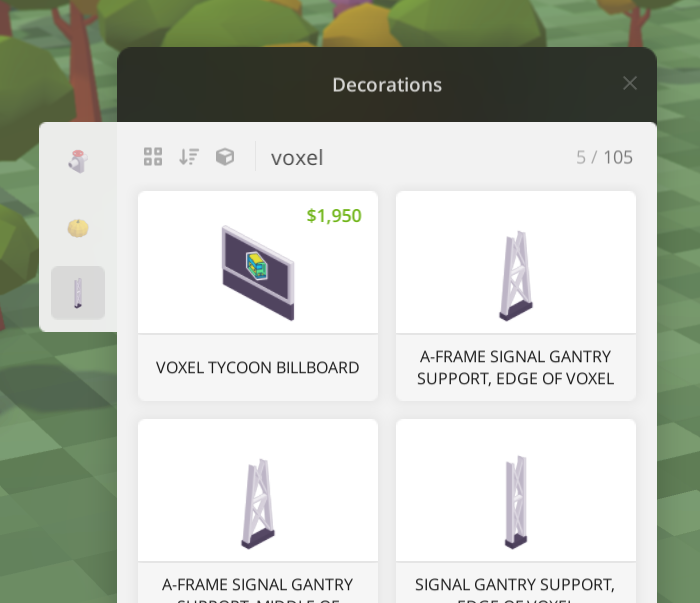 Decorations
voxel
5 / 105
$1,950
VOXEL TYCOON BILLBOARD
A-FRAME SIGNAL GANTRY
SUPPORT, EDGE OF VOXEL
A-FRAME SIGNAL GANTRY
SUPPORT, MIDDLE OF
SIGNAL GANTRY SUPPORT,
EDGE OF VOXEL